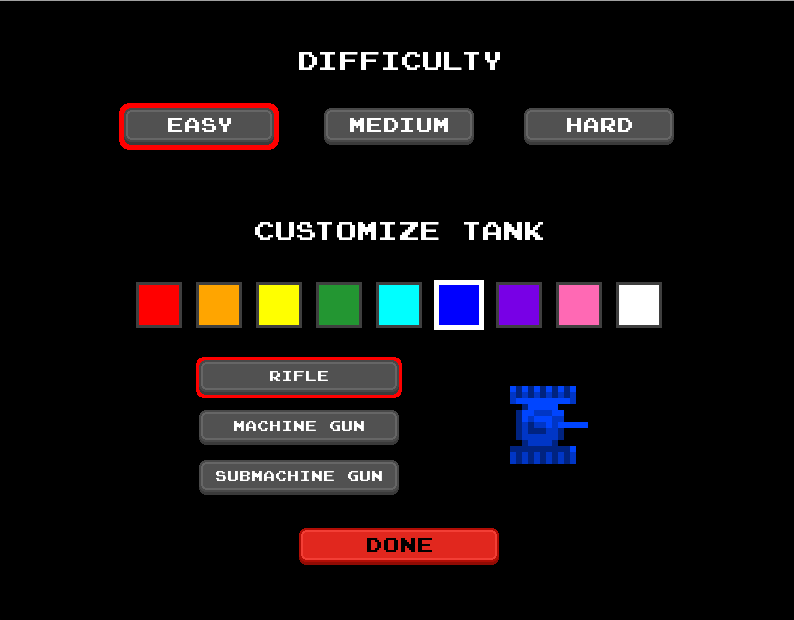 DIFFICULTY
EASY MEDIUM HARD
CUSTOMIZE TANK
RIFLE
MACHINE GUN
SUBMACHINE GUN
DONE